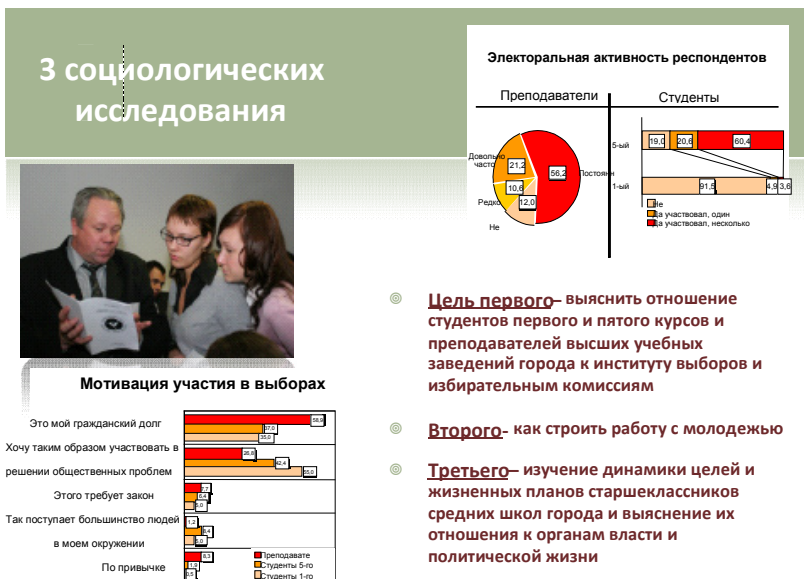 3 социологических
исследования
Электоральная активность респондентов
Преподаватели
Студенты
Довольно
часто
21,2
56,2
Постоянн
10,6
Редко
12,0
Не
5-ый
19,0
20,6
60,4
1-ый
91,5
4,9
3,6
Не
Да участвовал, один
Да участвовал, несколько
Цель первого– выяснить отношение
студентов первого и пятого курсов и
преподавателей высших учебных
заведений города к институту выборов и
избирательным комиссиям
Второго- как строить работу с молодежью
Третьего– изучение динамики целей и
жизненных планов старшеклассников
средних школ города и выяснение их
отношения к органам власти и
политической жизни
Мотивация участия в выборах
Это мой гражданский долг
58,9
37,0
35,0
Хочу таким образом участвовать в
решении общественных проблем
26,8
42,4
55,0
Этого требует закон
7,7
6,4
5,0
Так поступает большинство людей
в моем окружении
1,2
6,4
5,0
По привычке
8,3
1,9
0,5
Преподавате
Студенты 5-го
Студенты 1-го